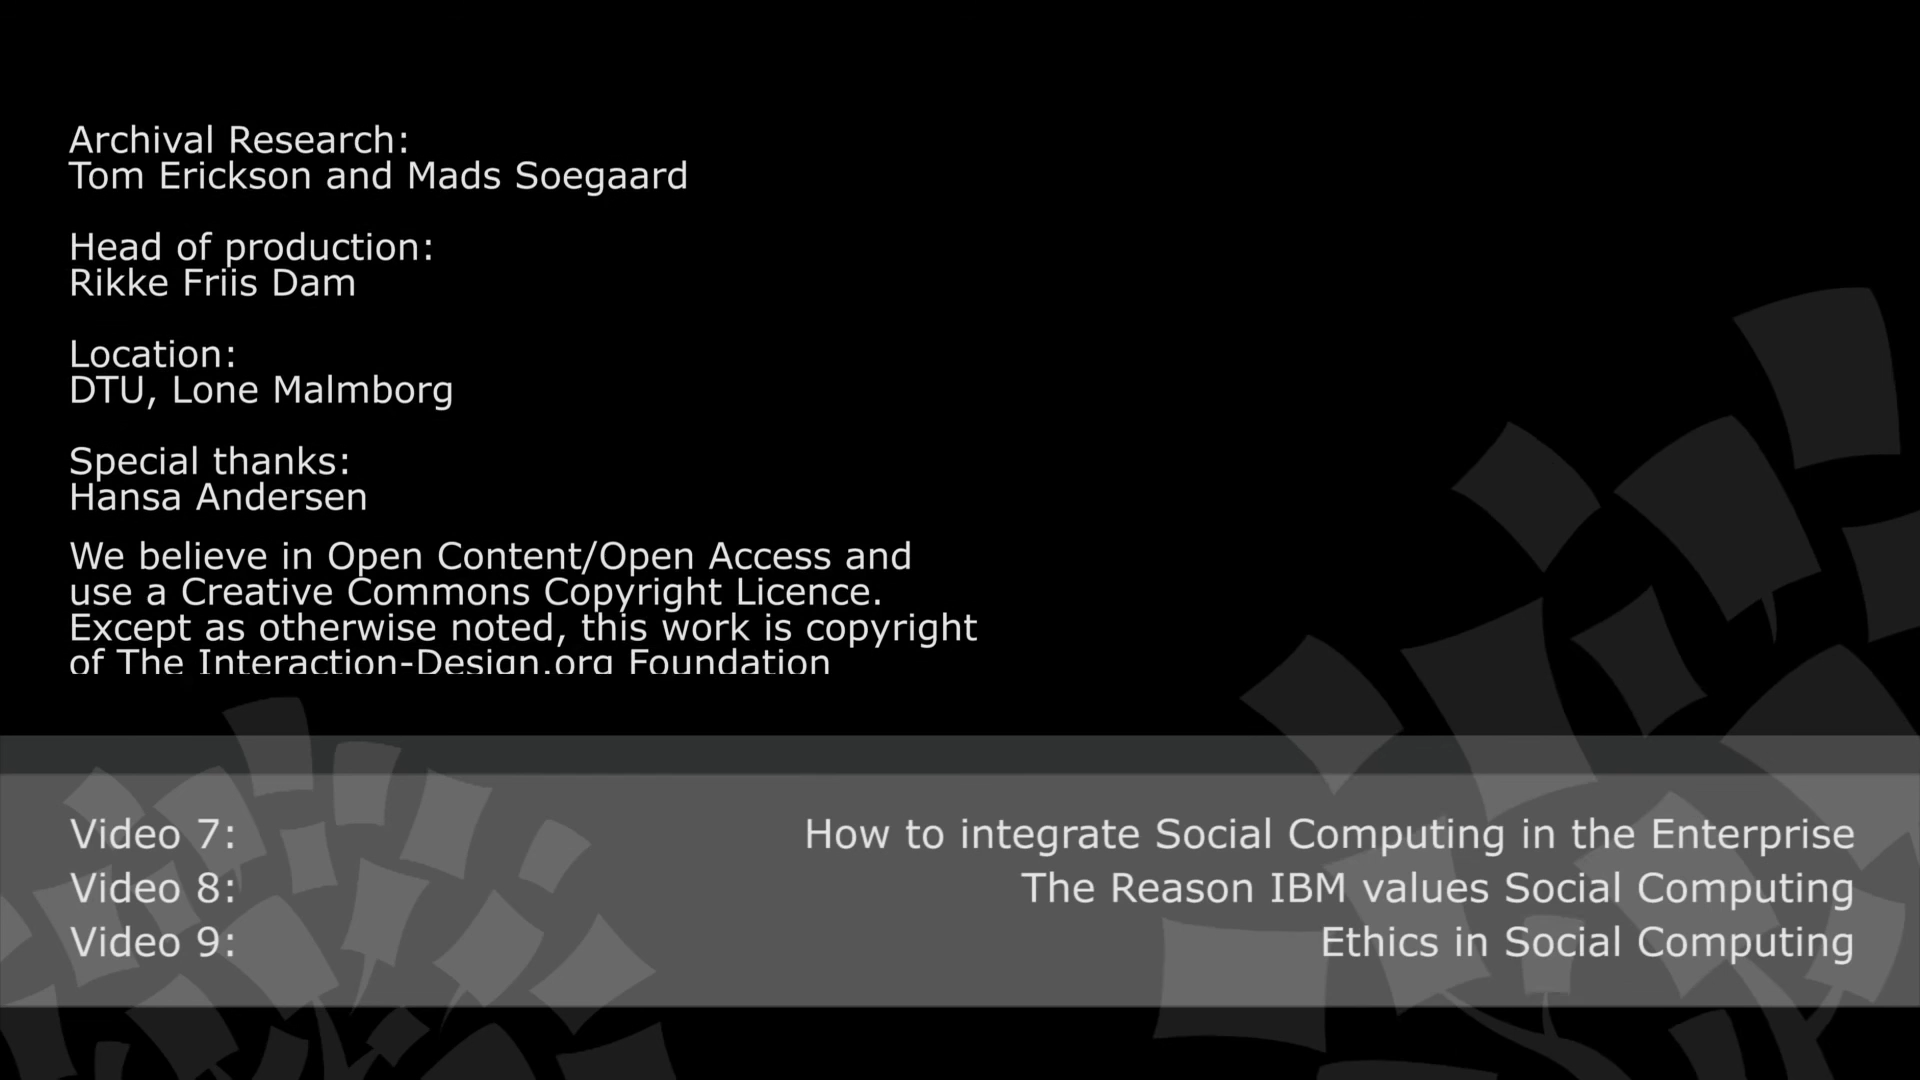 Archival Research:
Tom Erickson and Mads Soegaard
Head of production:
Rikke Friis Dam
Location:
DTU, Lone Malmborg
Special thanks:
Hansa Andersen
We believe in Open Content/Open Access and
use a Creative Commons Copyright Licence.
Except as otherwise noted, this work is copyright
of The Interaction-Design.org Foundation
Video 7: How to integrate Social Computing in the Enterprise
Video 8: The Reason IBM values Social Computing
Video 9: Ethics in Social Computing